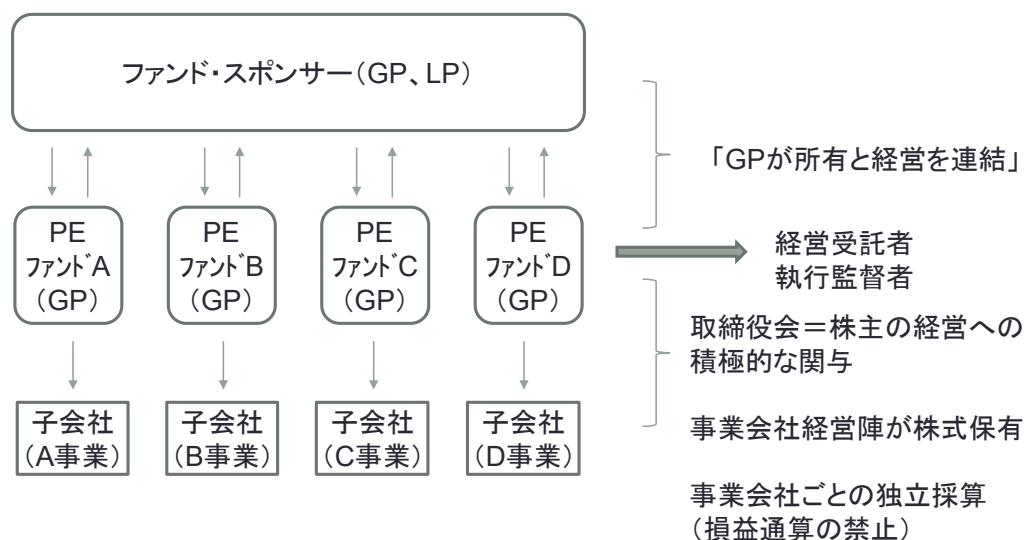 ファンド・スポンサー（GP、LP）
「GPが所有と経営を連結」
PE
ファンドA
（GP）
PE
ファンドB
（GP）
PE
ファンドC
（GP）
PE
ファンドD
（GP）
経営受託者
執行監督者
取締役会＝株主の経営への
積極的な関与
子会社
（A事業）
子会社
（B事業）
子会社
（C事業）
子会社
（D事業）
事業会社経営陣が株式保有
事業会社ごとの独立採算
（損益通算の禁止）